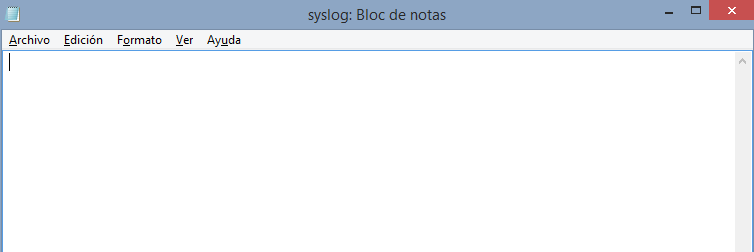 syslog: Bloc de notas
Archivo Edición Formato Ver Ayuda